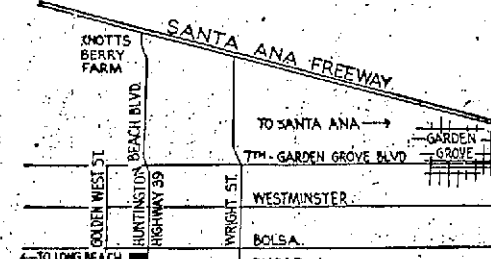 SANTA ANA FREEWAY
KNOTTS
BERRY
FARM
TO SANTA ANA
GARDEN
GROVE
7TH - GARDEN GROVE BLVD
GOLDEN WEST ST.
HUNTINGTON BEACH BLVD.
HIGHWAY 39
WRIGHT ST.
WESTMINSTER
BOLSA
TO LONG BEACH